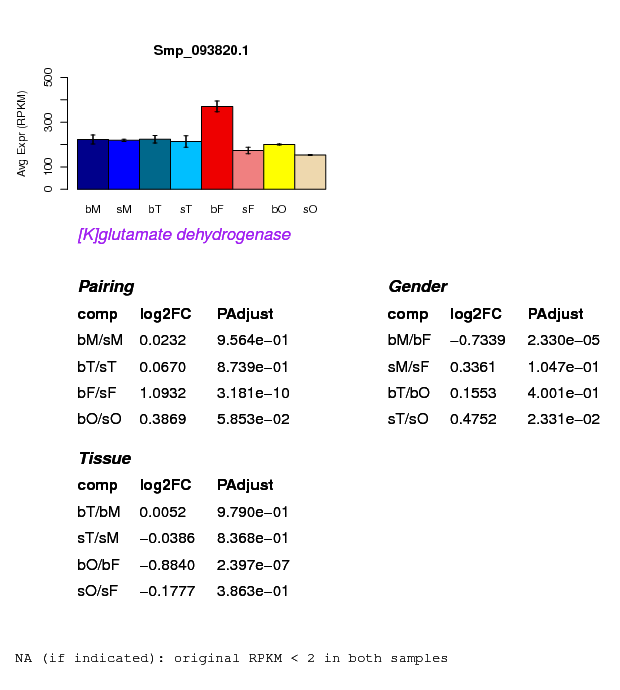 Smp_093820.1
Avg Expr (RPKM)
0 100 300 500
bM sM bT sT bF sF bO sO
[K]glutamate dehydrogenase
Pairing
comp log2FC PAdjust
bM/sM 0.0232 9.564e−01
bT/sT 0.0670 8.739e−01
bF/sF 1.0932 3.181e−10
bO/sO 0.3869 5.853e−02
Gender
comp log2FC PAdjust
bM/bF −0.7339 2.330e−05
sM/sF 0.3361 1.047e−01
bT/bO 0.1553 4.001e−01
sT/sO 0.4752 2.331e−02
Tissue
comp log2FC PAdjust
bT/bM 0.0052 9.790e−01
sT/sM −0.0386 8.368e−01
bO/bF −0.8840 2.397e−07
sO/sF −0.1777 3.863e−01
NA (if indicated): original RPKM < 2 in both samples